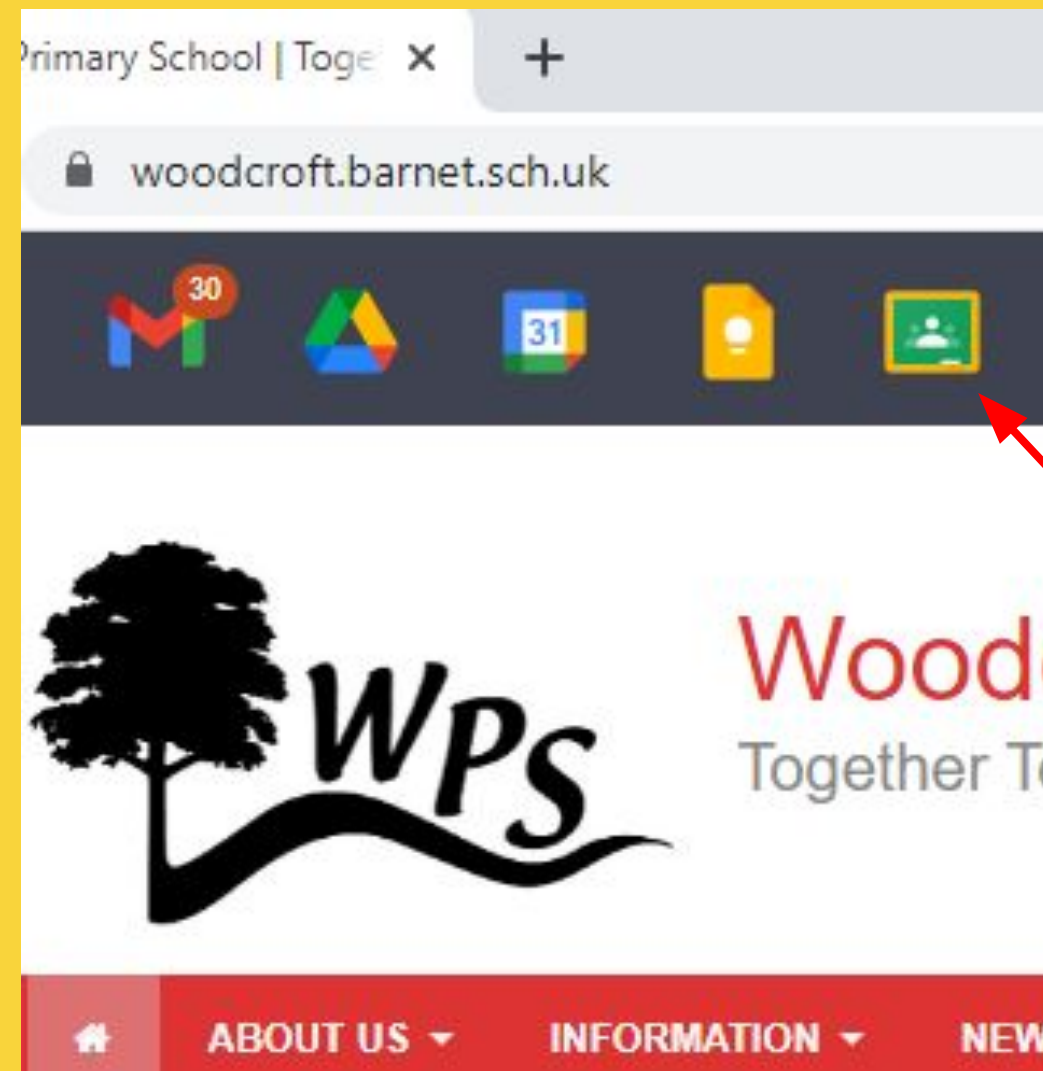 Primary School | Toge
woodcroft.barnet.sch.uk
30
31
WPS
Wood
Together T
ABOUT US
INFORMATION
NEW